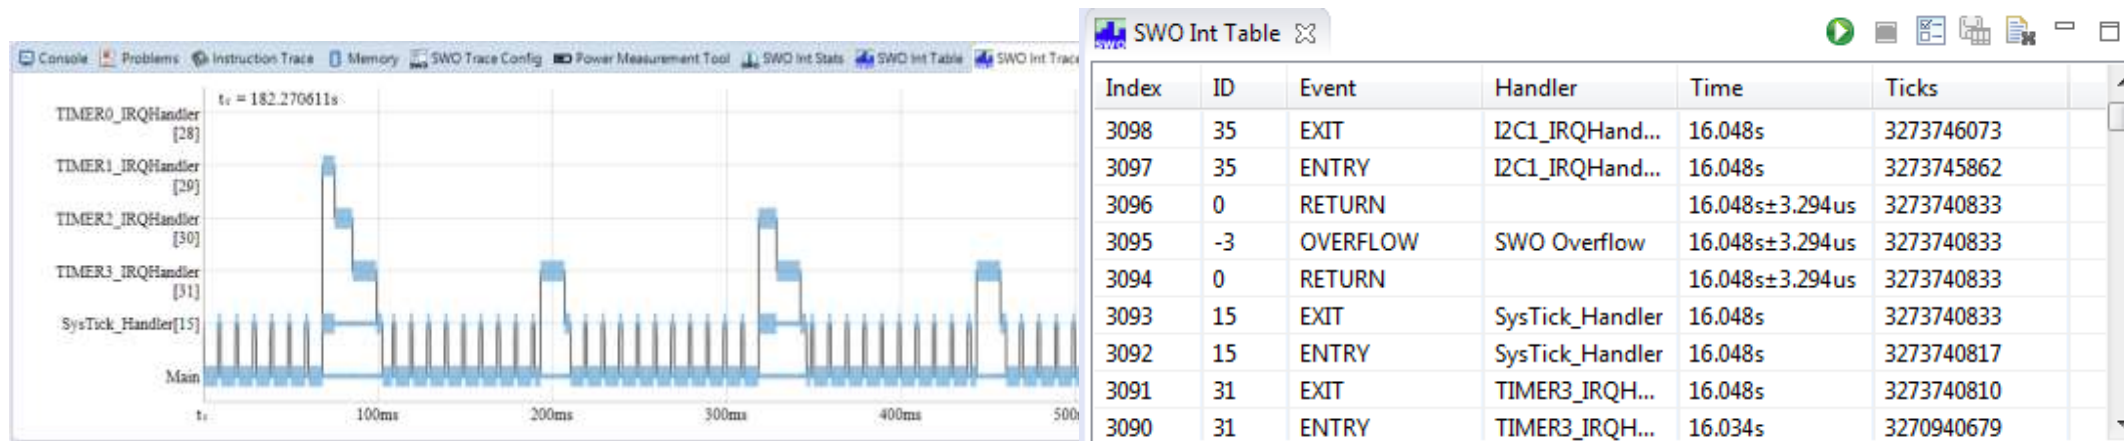 Console Problems Instruction Trace Memory SWO Trace Config Power Measurement Tool SWO Int Stats SWO Int Table SWO Int Trace
tᵣ = 182.270611s
TIMER0_IRQHandler
[28]
TIMER1_IRQHandler
[29]
TIMER2_IRQHandler
[30]
TIMER3_IRQHandler
[31]
SysTick_Handler[15]
Main
100ms 200ms 300ms 400ms 500
SWO Int Table
Index ID Event Handler Time Ticks
3098 35 EXIT I2C1_IRQHand... 16.048s 3273746073
3097 35 ENTRY I2C1_IRQHand... 16.048s 3273745862
3096 0 RETURN 16.048s±3.294us 3273740833
3095 -3 OVERFLOW SWO Overflow 16.048s±3.294us 3273740833
3094 0 RETURN 16.048s±3.294us 3273740833
3093 15 EXIT SysTick_Handler 16.048s 3273740833
3092 15 ENTRY SysTick_Handler 16.048s 3273740817
3091 31 EXIT TIMER3_IRQH... 16.048s 3273740810
3090 31 ENTRY TIMER3_IRQH... 16.034s 3270940679